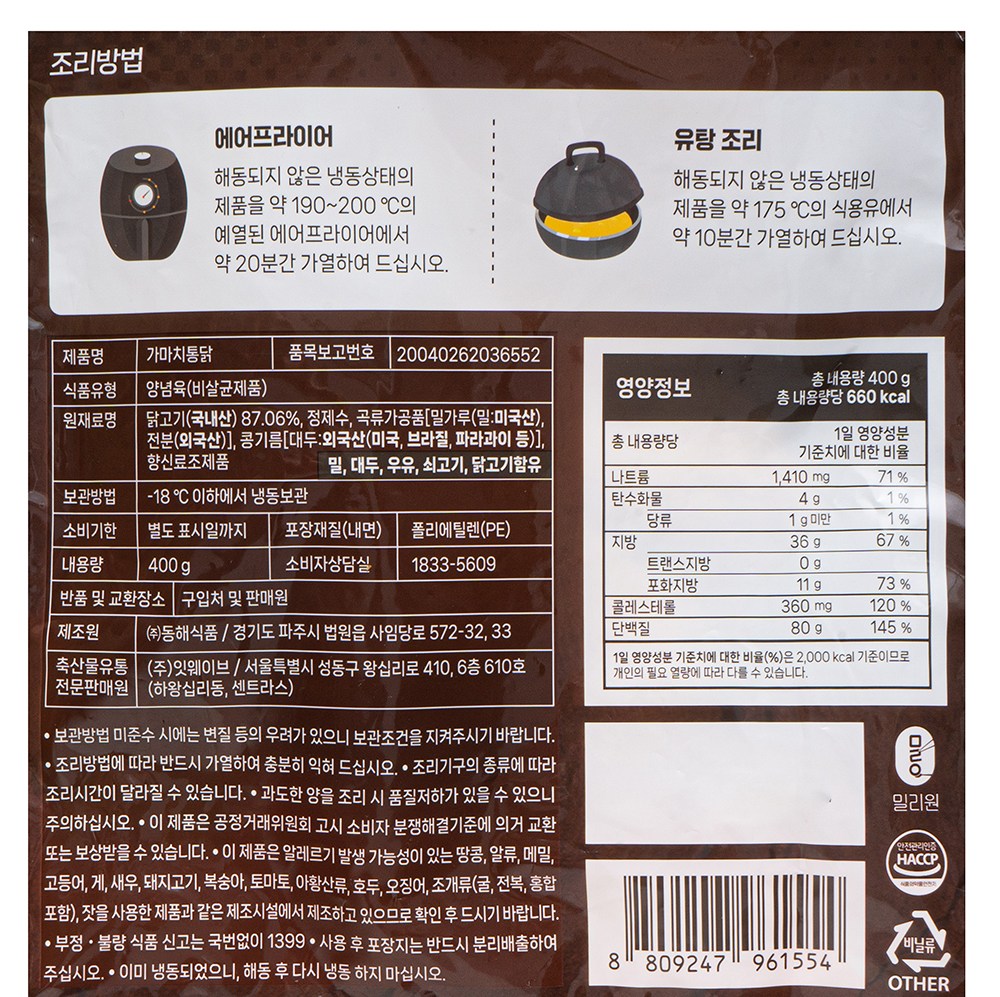 조리방법
에어프라이어
해동되지 않은 냉동상태의
제품을 약 190~200 ℃의
예열된 에어프라이어에서
약 20분간 가열하여 드십시오.
유탕 조리
해동되지 않은 냉동상태의
제품을 약 175 ℃의 식용유에서
약 10분간 가열하여 드십시오.
제품명 가마치통닭 품목보고번호 20040262036552
식품유형 양념육(비살균제품)
원재료명 닭고기(국내산) 87.06%, 정제수, 곡류가공품[밀가루(밀:미국산),
전분(외국산)], 콩기름[대두:외국산(미국, 브라질, 파라과이 등)],
향신료조제품
밀, 대두, 우유, 쇠고기, 닭고기함유
보관방법 -18 ℃ 이하에서 냉동보관
소비기한 별도 표시일까지 포장재질(내면) 폴리에틸렌(PE)
내용량 400 g 소비자상담실 1833-5609
반품 및 교환장소 구입처 및 판매원
제조원 ㈜동해식품 / 경기도 파주시 법원읍 사임당로 572-32, 33
축산물유통 (주)잇웨이브 / 서울특별시 성동구 왕십리로 410, 6층 610호
전문판매원 (하왕십리동, 센트라스)
• 보관방법 미준수 시에는 변질 등의 우려가 있으니 보관조건을 지켜주시기 바랍니다.
• 조리방법에 따라 반드시 가열하여 충분히 익혀 드십시오. • 조리기구의 종류에 따라
조리시간이 달라질 수 있습니다. • 과도한 양을 조리 시 품질저하가 있을 수 있으니
주의하십시오. • 이 제품은 공정거래위원회 고시 소비자 분쟁해결기준에 의거 교환
또는 보상받을 수 있습니다. • 이 제품은 알레르기 발생 가능성이 있는 땅콩, 알류, 메밀,
고등어, 게, 새우, 돼지고기, 복숭아, 토마토, 아황산류, 호두, 오징어, 조개류(굴, 전복, 홍합
포함), 잣을 사용한 제품과 같은 제조시설에서 제조하고 있으므로 확인 후 드시기 바랍니다.
• 부정・불량 식품 신고는 국번없이 1399 • 사용 후 포장지는 반드시 분리배출하여
주십시오. • 이미 냉동되었으니, 해동 후 다시 냉동 하지 마십시오.
영양정보
총 내용량 400 g
총 내용량당 660 kcal
총 내용량당
1일 영양성분
기준치에 대한 비율
나트륨 1,410 mg 71 %
탄수화물 4 g 1 %
당류 1 g 미만 1 %
지방 36 g 67 %
트랜스지방 0 g
포화지방 11 g 73 %
콜레스테롤 360 mg 120 %
단백질 80 g 145 %
1일 영양성분 기준치에 대한 비율(%)은 2,000 kcal 기준이므로
개인의 필요 열량에 따라 다를 수 있습니다.
밀리원
안전관리인증
HACCP
식품의약품안전처
8 809247 961554
비닐류
OTHER